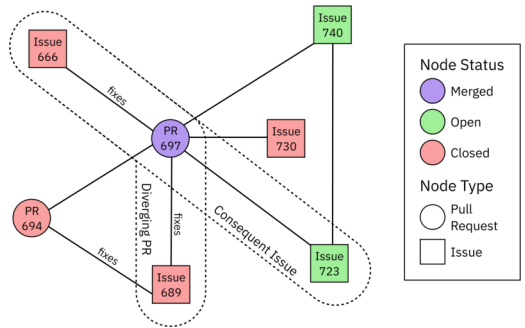 Issue
740
Issue
666
fixes
PR
697
Issue
730
Diverging PR
fixes
Consequent Issue
PR
694
fixes
Issue
689
Issue
723
Node Status
Merged
Open
Closed
Node Type
Pull
Request
Issue